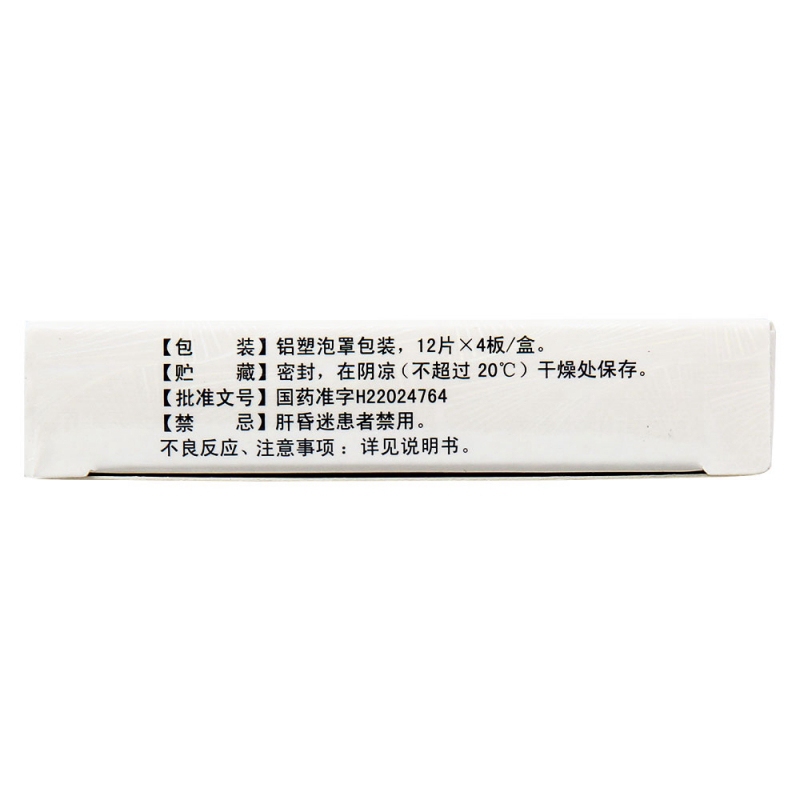 【包　　装】铝塑泡罩包装，12片×4板/盒。
【贮　　藏】密封，在阴凉（不超过 20℃）干燥处保存。
【批准文号】国药准字H22024764
【禁　　忌】肝昏迷患者禁用。
不良反应、注意事项：详见说明书。